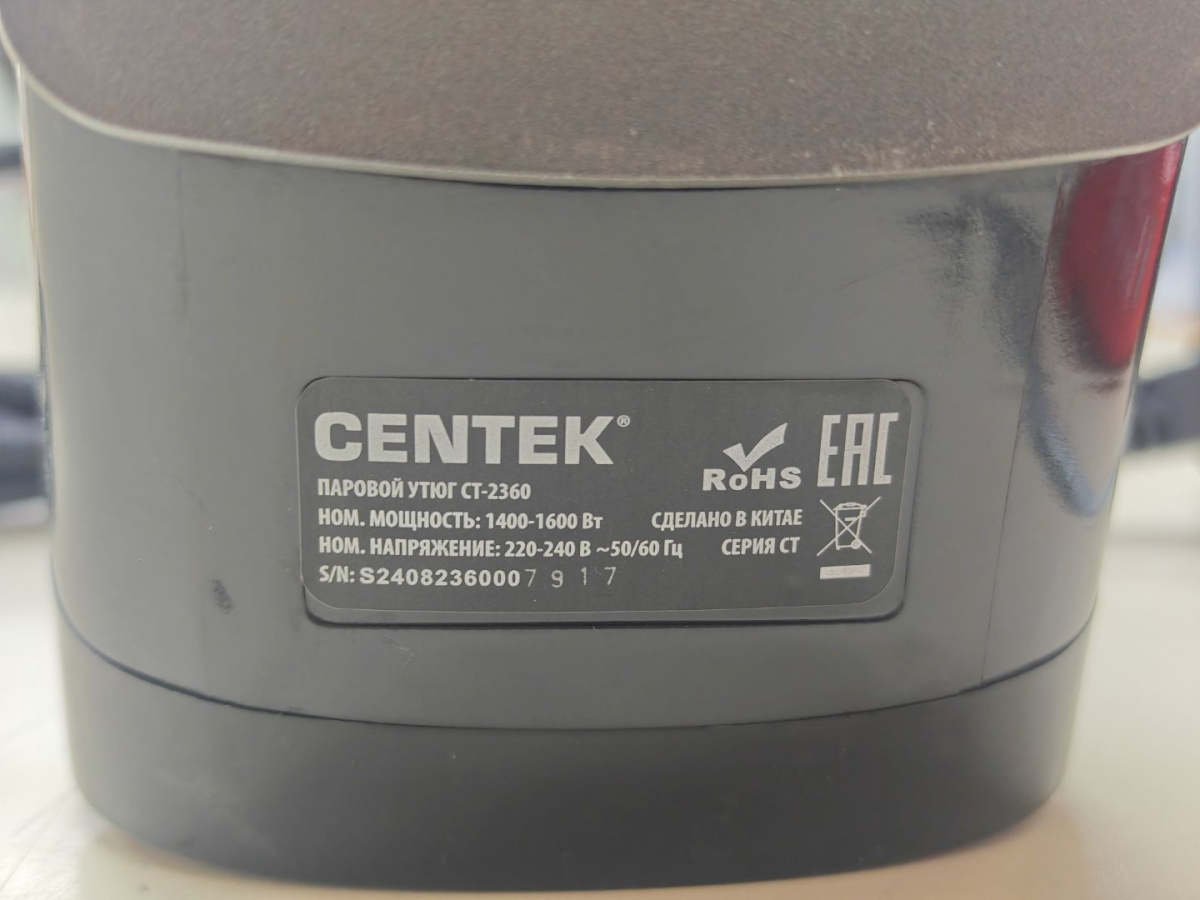 CENTEK®
ПАРОВОЙ УТЮГ CT-2360
НОМ. МОЩНОСТЬ: 1400-1600 Вт
НОМ. НАПРЯЖЕНИЕ: 220-240 В ~50/60 Гц
S/N: S24082360007917
RoHS
EAC
СДЕЛАНО В КИТАЕ
СЕРИЯ СТ